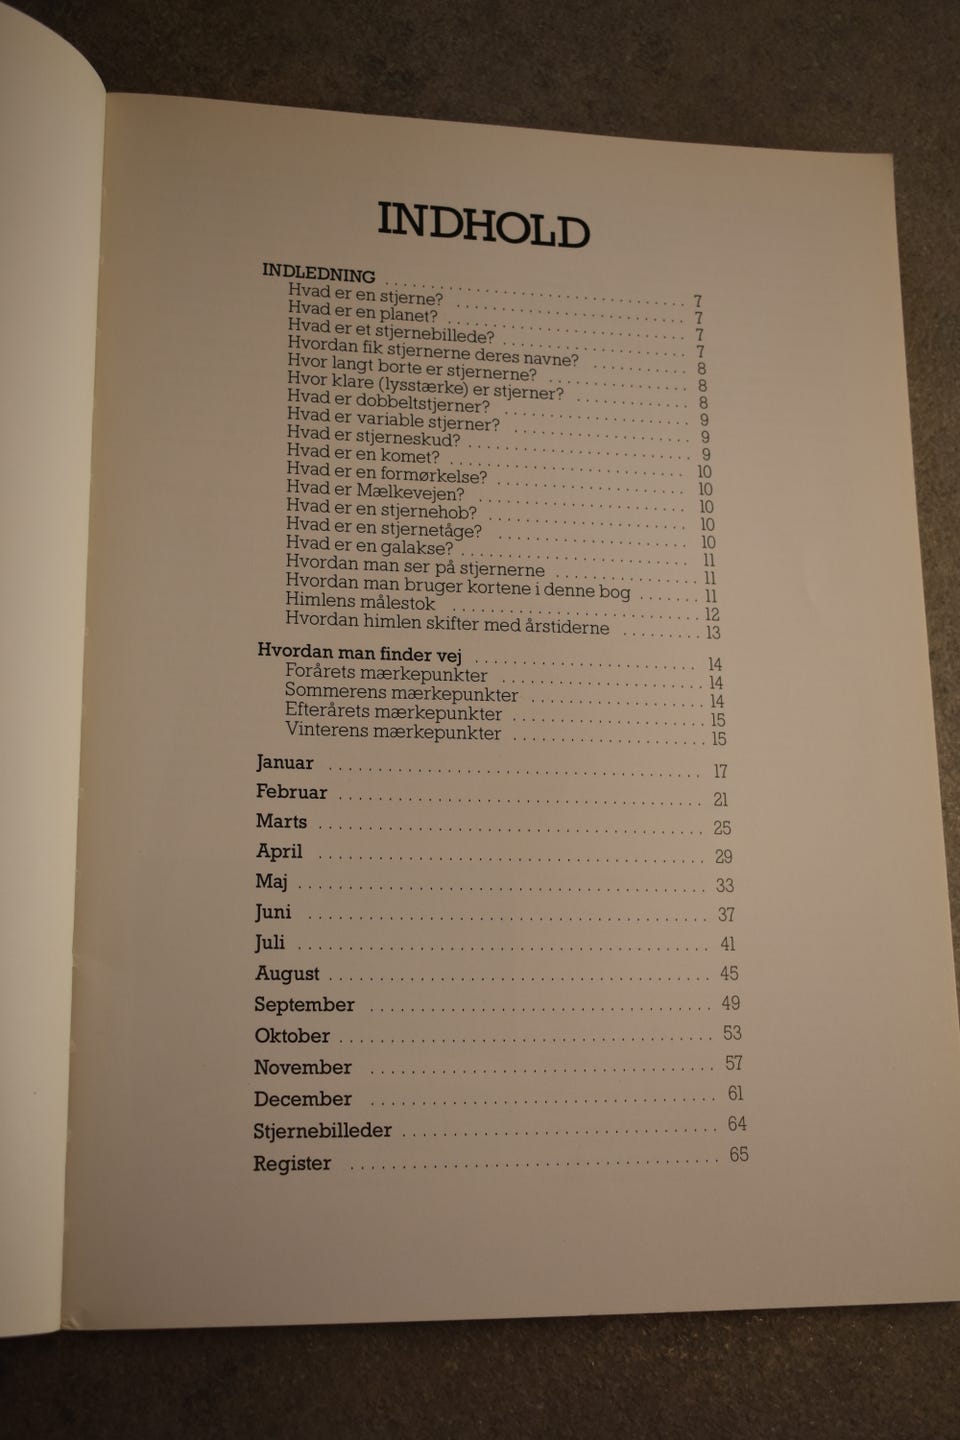 INDHOLD
INDLEDNING . . . . . . . . . . . . . . . . . . . . . . . . . . . . . . 7
Hvad er en stjerne? . . . . . . . . . . . . . . . . . . . . . . . 7
Hvad er en planet? . . . . . . . . . . . . . . . . . . . . . . . . 7
Hvad er et stjernebillede? . . . . . . . . . . . . . . . . . . 7
Hvordan fik stjernerne deres navne? . . . . . . . . . . 8
Hvor langt borte er stjernerne? . . . . . . . . . . . . . . 8
Hvor klare (lysstærke) er stjerner? . . . . . . . . . . . . 8
Hvad er dobbeltstjerner? . . . . . . . . . . . . . . . . . . . 9
Hvad er variable stjerner? . . . . . . . . . . . . . . . . . . 9
Hvad er stjerneskud? . . . . . . . . . . . . . . . . . . . . . . 9
Hvad er en komet? . . . . . . . . . . . . . . . . . . . . . . . . 10
Hvad er en formørkelse? . . . . . . . . . . . . . . . . . . . 10
Hvad er Mælkevejen? . . . . . . . . . . . . . . . . . . . . . 10
Hvad er en stjernehob? . . . . . . . . . . . . . . . . . . . . 10
Hvad er en stjernetåge? . . . . . . . . . . . . . . . . . . . 10
Hvad er en galakse? . . . . . . . . . . . . . . . . . . . . . . . 11
Hvordan man ser på stjernerne . . . . . . . . . . . . . . 11
Hvordan man bruger kortene i denne bog . . . . . . . 11
Himlens målestok . . . . . . . . . . . . . . . . . . . . . . . . . 12
Hvordan himlen skifter med årstiderne . . . . . . . . . 13
Hvordan man finder vej . . . . . . . . . . . . . . . . . . . . . . 14
Forårets mærkepunkter . . . . . . . . . . . . . . . . . . . . 14
Sommerens mærkepunkter . . . . . . . . . . . . . . . . . 14
Efterårets mærkepunkter . . . . . . . . . . . . . . . . . . . 15
Vinterens mærkepunkter . . . . . . . . . . . . . . . . . . . . 15
Januar . . . . . . . . . . . . . . . . . . . . . . . . . . . . . . . . . . . . . 17
Februar . . . . . . . . . . . . . . . . . . . . . . . . . . . . . . . . . . . . 21
Marts . . . . . . . . . . . . . . . . . . . . . . . . . . . . . . . . . . . . . . 25
April . . . . . . . . . . . . . . . . . . . . . . . . . . . . . . . . . . . . . . 29
Maj . . . . . . . . . . . . . . . . . . . . . . . . . . . . . . . . . . . . . . . . 33
Juni . . . . . . . . . . . . . . . . . . . . . . . . . . . . . . . . . . . . . . . 37
Juli . . . . . . . . . . . . . . . . . . . . . . . . . . . . . . . . . . . . . . . . 41
August . . . . . . . . . . . . . . . . . . . . . . . . . . . . . . . . . . . . . 45
September . . . . . . . . . . . . . . . . . . . . . . . . . . . . . . . . . 49
Oktober . . . . . . . . . . . . . . . . . . . . . . . . . . . . . . . . . . . . 53
November . . . . . . . . . . . . . . . . . . . . . . . . . . . . . . . . . 57
December . . . . . . . . . . . . . . . . . . . . . . . . . . . . . . . . . 61
Stjernebilleder . . . . . . . . . . . . . . . . . . . . . . . . . . . . . . 64
Register . . . . . . . . . . . . . . . . . . . . . . . . . . . . . . . . . . . 65